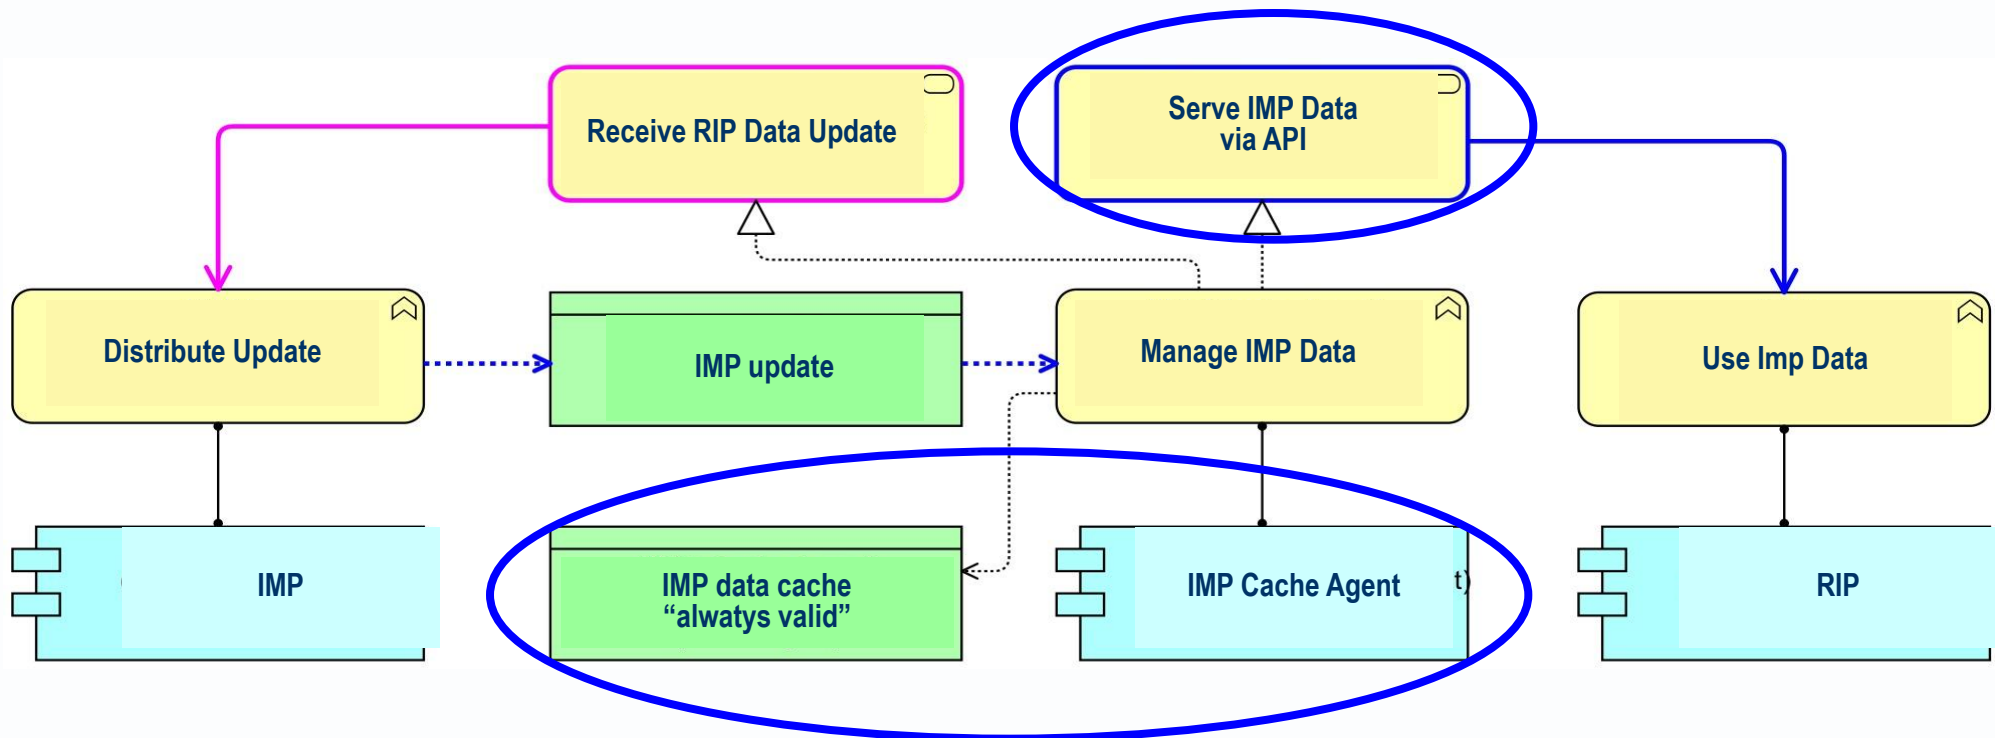 Receive RIP Data Update
Serve IMP Data
via API
Distribute Update
IMP update
Manage IMP Data
Use Imp Data
IMP
IMP data cache
“alwatys valid”
IMP Cache Agent
t)
RIP